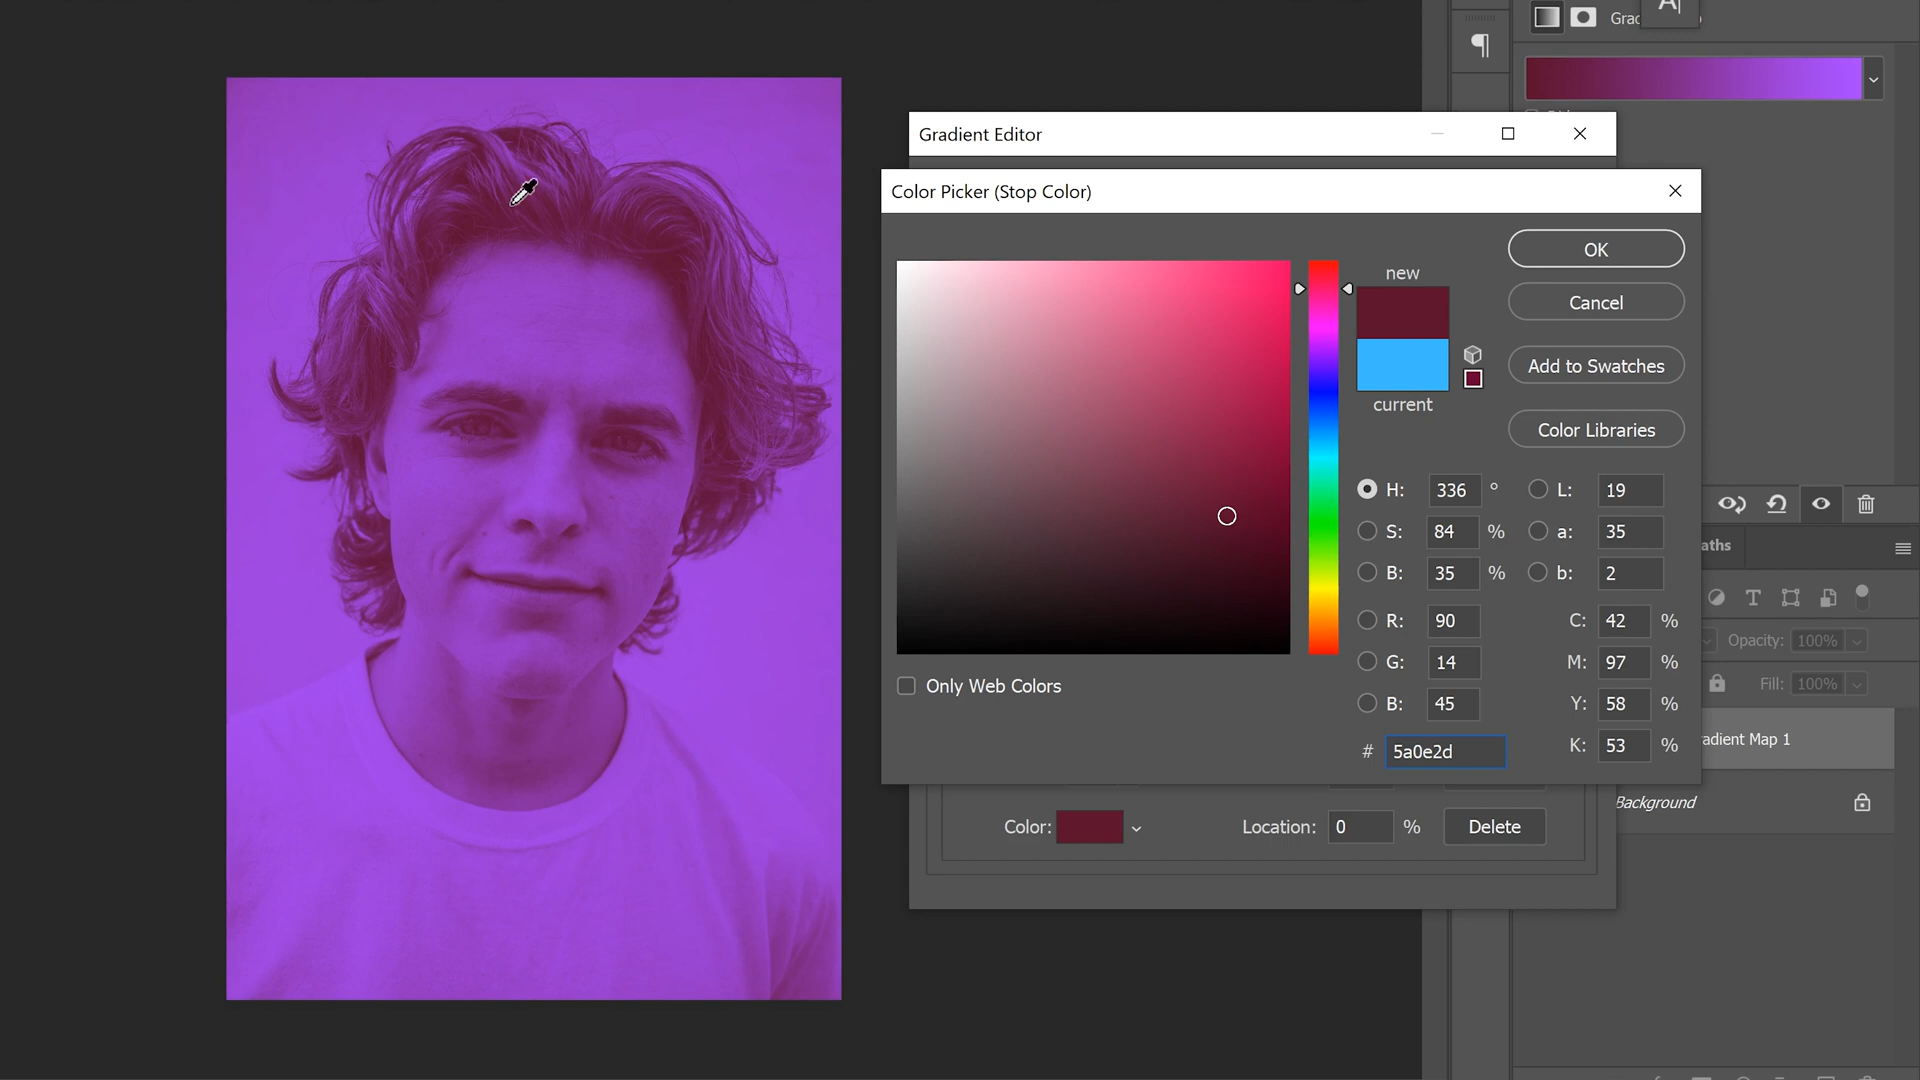 A|
Grad
Gradient Editor
Color Picker (Stop Color)
new
current
OK
Cancel
Add to Swatches
Color Libraries
H: 336 °
S: 84 %
B: 35 %
R: 90
G: 14
B: 45
# 5a0e2d
L: 19
a: 35
b: 2
C: 42 %
M: 97 %
Y: 58 %
K: 53 %
Only Web Colors
Color:
Location: 0 %
Delete
aths
Opacity: 100%
Fill: 100%
radient Map 1
Background